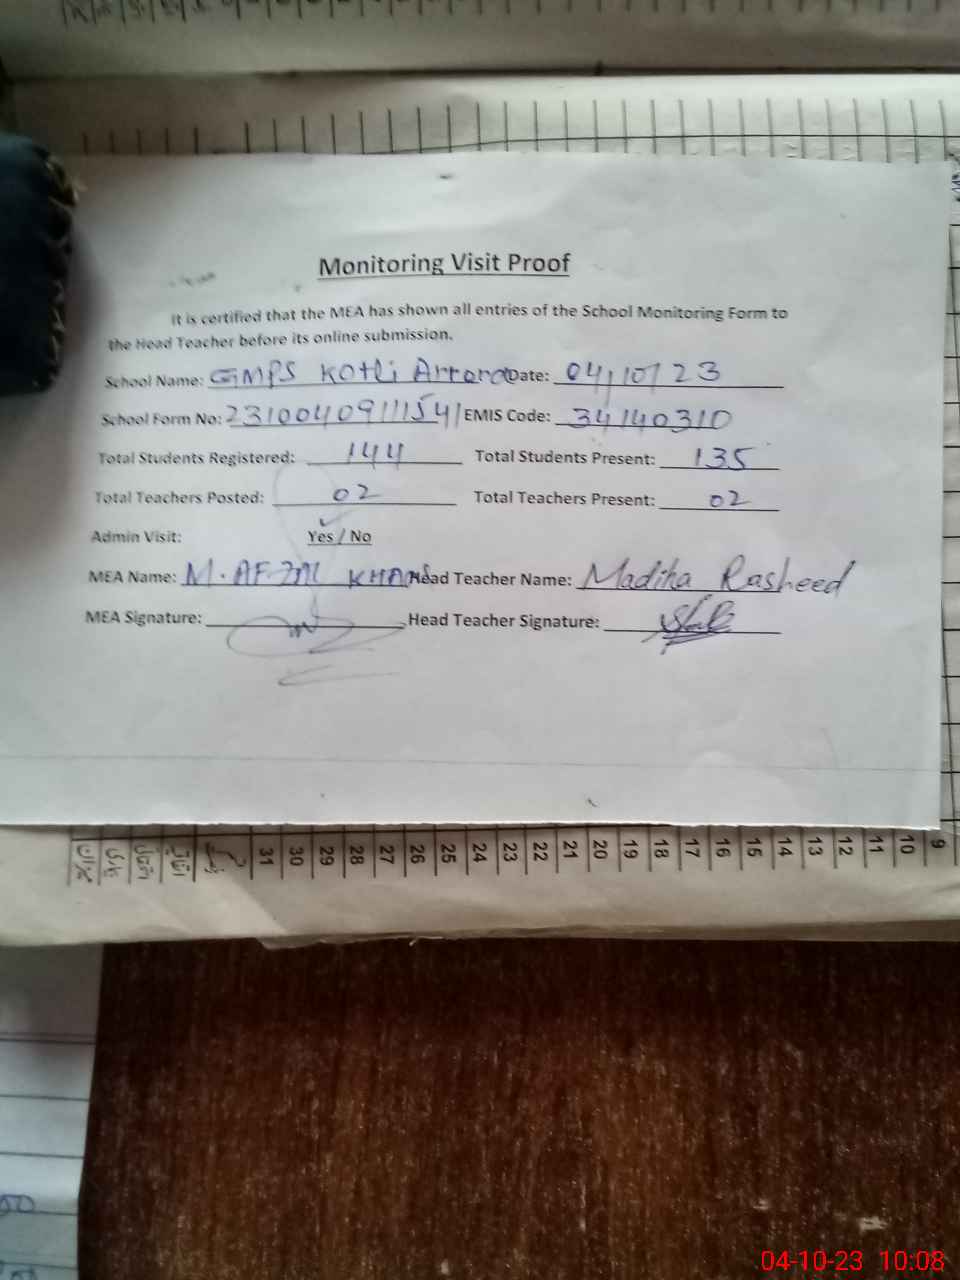 Monitoring Visit Proof
It is certified that the MEA has shown all entries of the School Monitoring Form to
the Head Teacher before its online submission.
School Name: GMPS Kotli Arrora Date: 04/10/23
School Form No: 23100409111541 EMIS Code: 34140310
Total Students Registered: 144 Total Students Present: 135
Total Teachers Posted: 02 Total Teachers Present: 02
Admin Visit: Yes / No
MEA Name: M. AFZAL KHAN Head Teacher Name: Madiha Rasheed
MEA Signature: Head Teacher Signature:
31 30 29 28 27 26 25 24 23 22 21 20 19 18 17 16 15 14 13 12 11 10 9
04-10-23 10:08